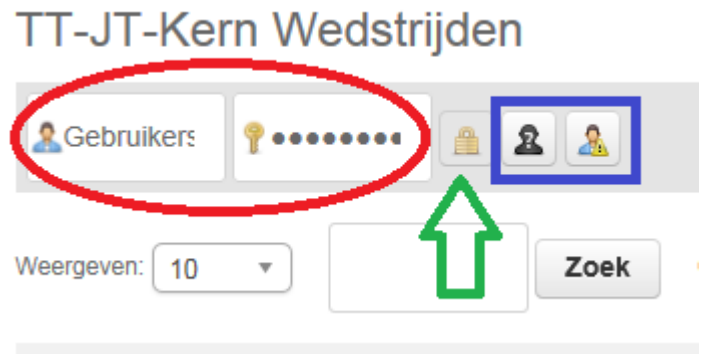 TT-JT-Kern Wedstrijden
Gebruikers ●●●●●●●●
Weergeven: 10 Zoek